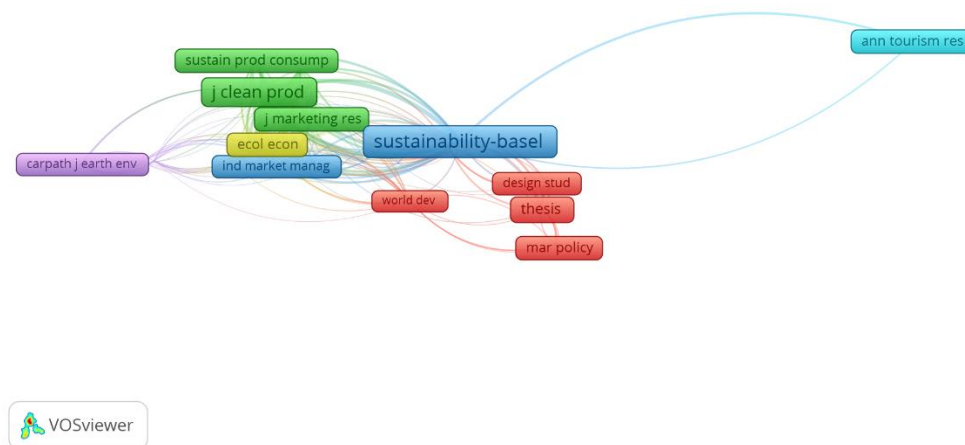 ann tourism res
sustain prod consump
j clean prod
j marketing res
sustainability-basel
ecol econ
carpath j earth env
ind market manag
design stud
world dev
thesis
mar policy
VOSviewer